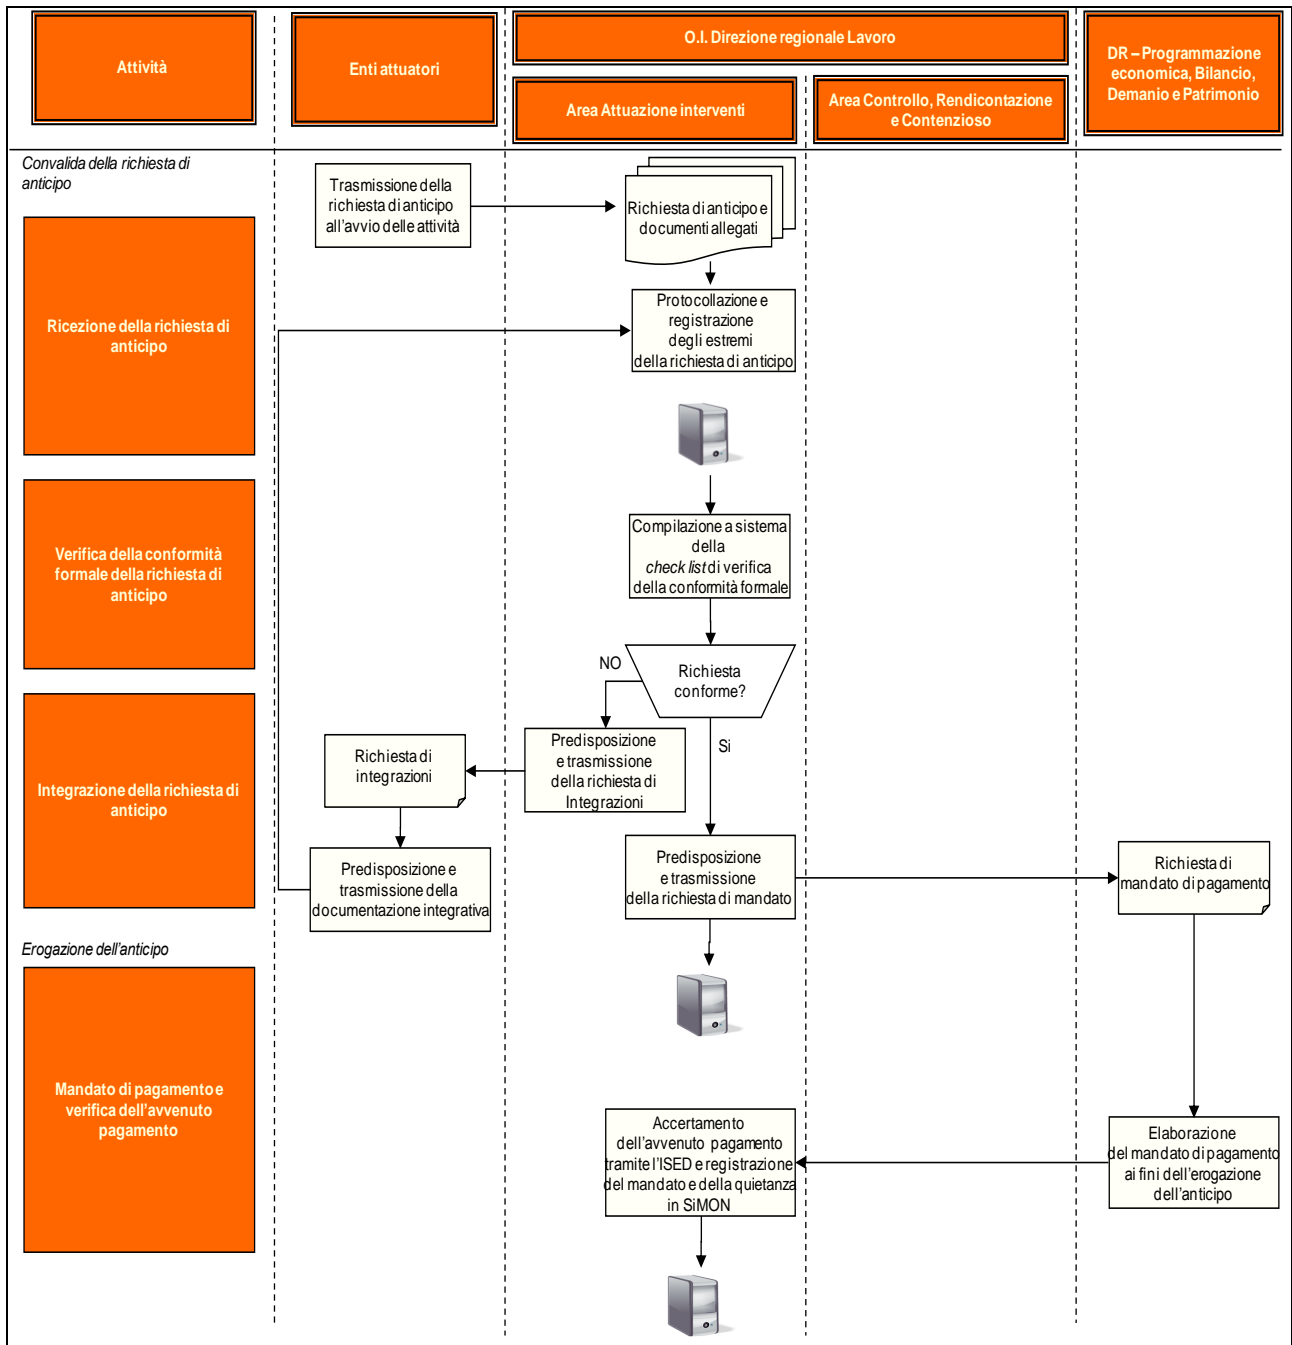 Attività
Enti attuatori
O.I. Direzione regionale Lavoro
Area Attuazione interventi
Area Controllo, Rendicontazione
e Contenzioso
DR – Programmazione
economica, Bilancio,
Demanio e Patrimonio
Convalida della richiesta di
anticipo
Trasmissione della
richiesta di anticipo
all'avvio delle attività
Richiesta di anticipo e
documenti allegati
Ricezione della richiesta di
anticipo
Protocollazione e
registrazione
degli estremi
della richiesta di anticipo
Verifica della conformità
formale della richiesta di
anticipo
Compilazione a sistema
della
check list di verifica
della conformità formale
Richiesta
conforme?
NO
Si
Integrazione della richiesta di
anticipo
Richiesta di
integrazioni
Predisposizione
e trasmissione
della richiesta di
Integrazioni
Predisposizione e
trasmissione della
documentazione integrativa
Predisposizione
e trasmissione
della richiesta di mandato
Richiesta di
mandato di pagamento
Erogazione dell'anticipo
Mandato di pagamento e
verifica dell'avvenuto
pagamento
Accertamento
dell'avvenuto pagamento
tramite l'ISED e registrazione
del mandato e della quietanza
in SiMON
Elaborazione
del mandato di pagamento
ai fini dell'erogazione
dell'anticipo